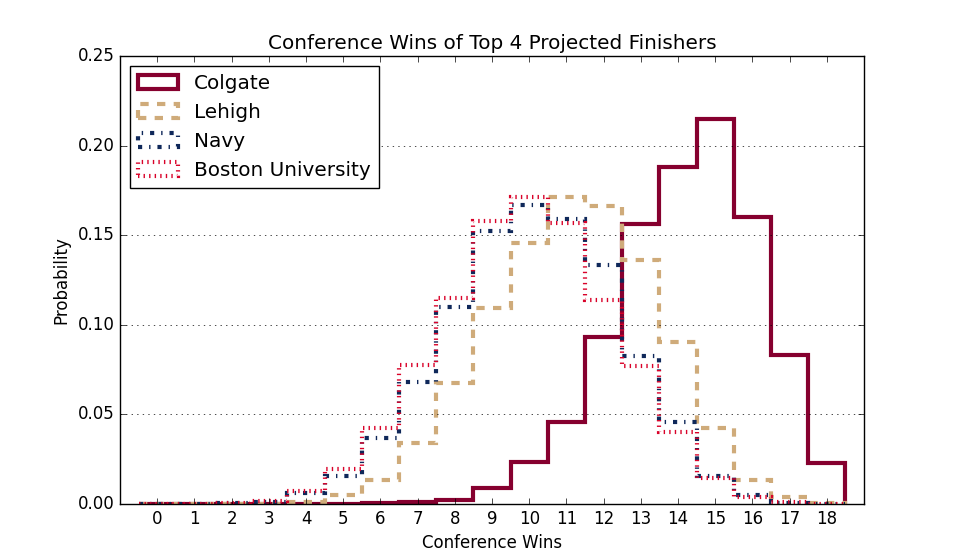 Conference Wins of Top 4 Projected Finishers
0.25
0.20
0.15
0.10
0.05
0.00
Probability
Colgate
Lehigh
Navy
Boston University
0 1 2 3 4 5 6 7 8 9 10 11 12 13 14 15 16 17 18
Conference Wins